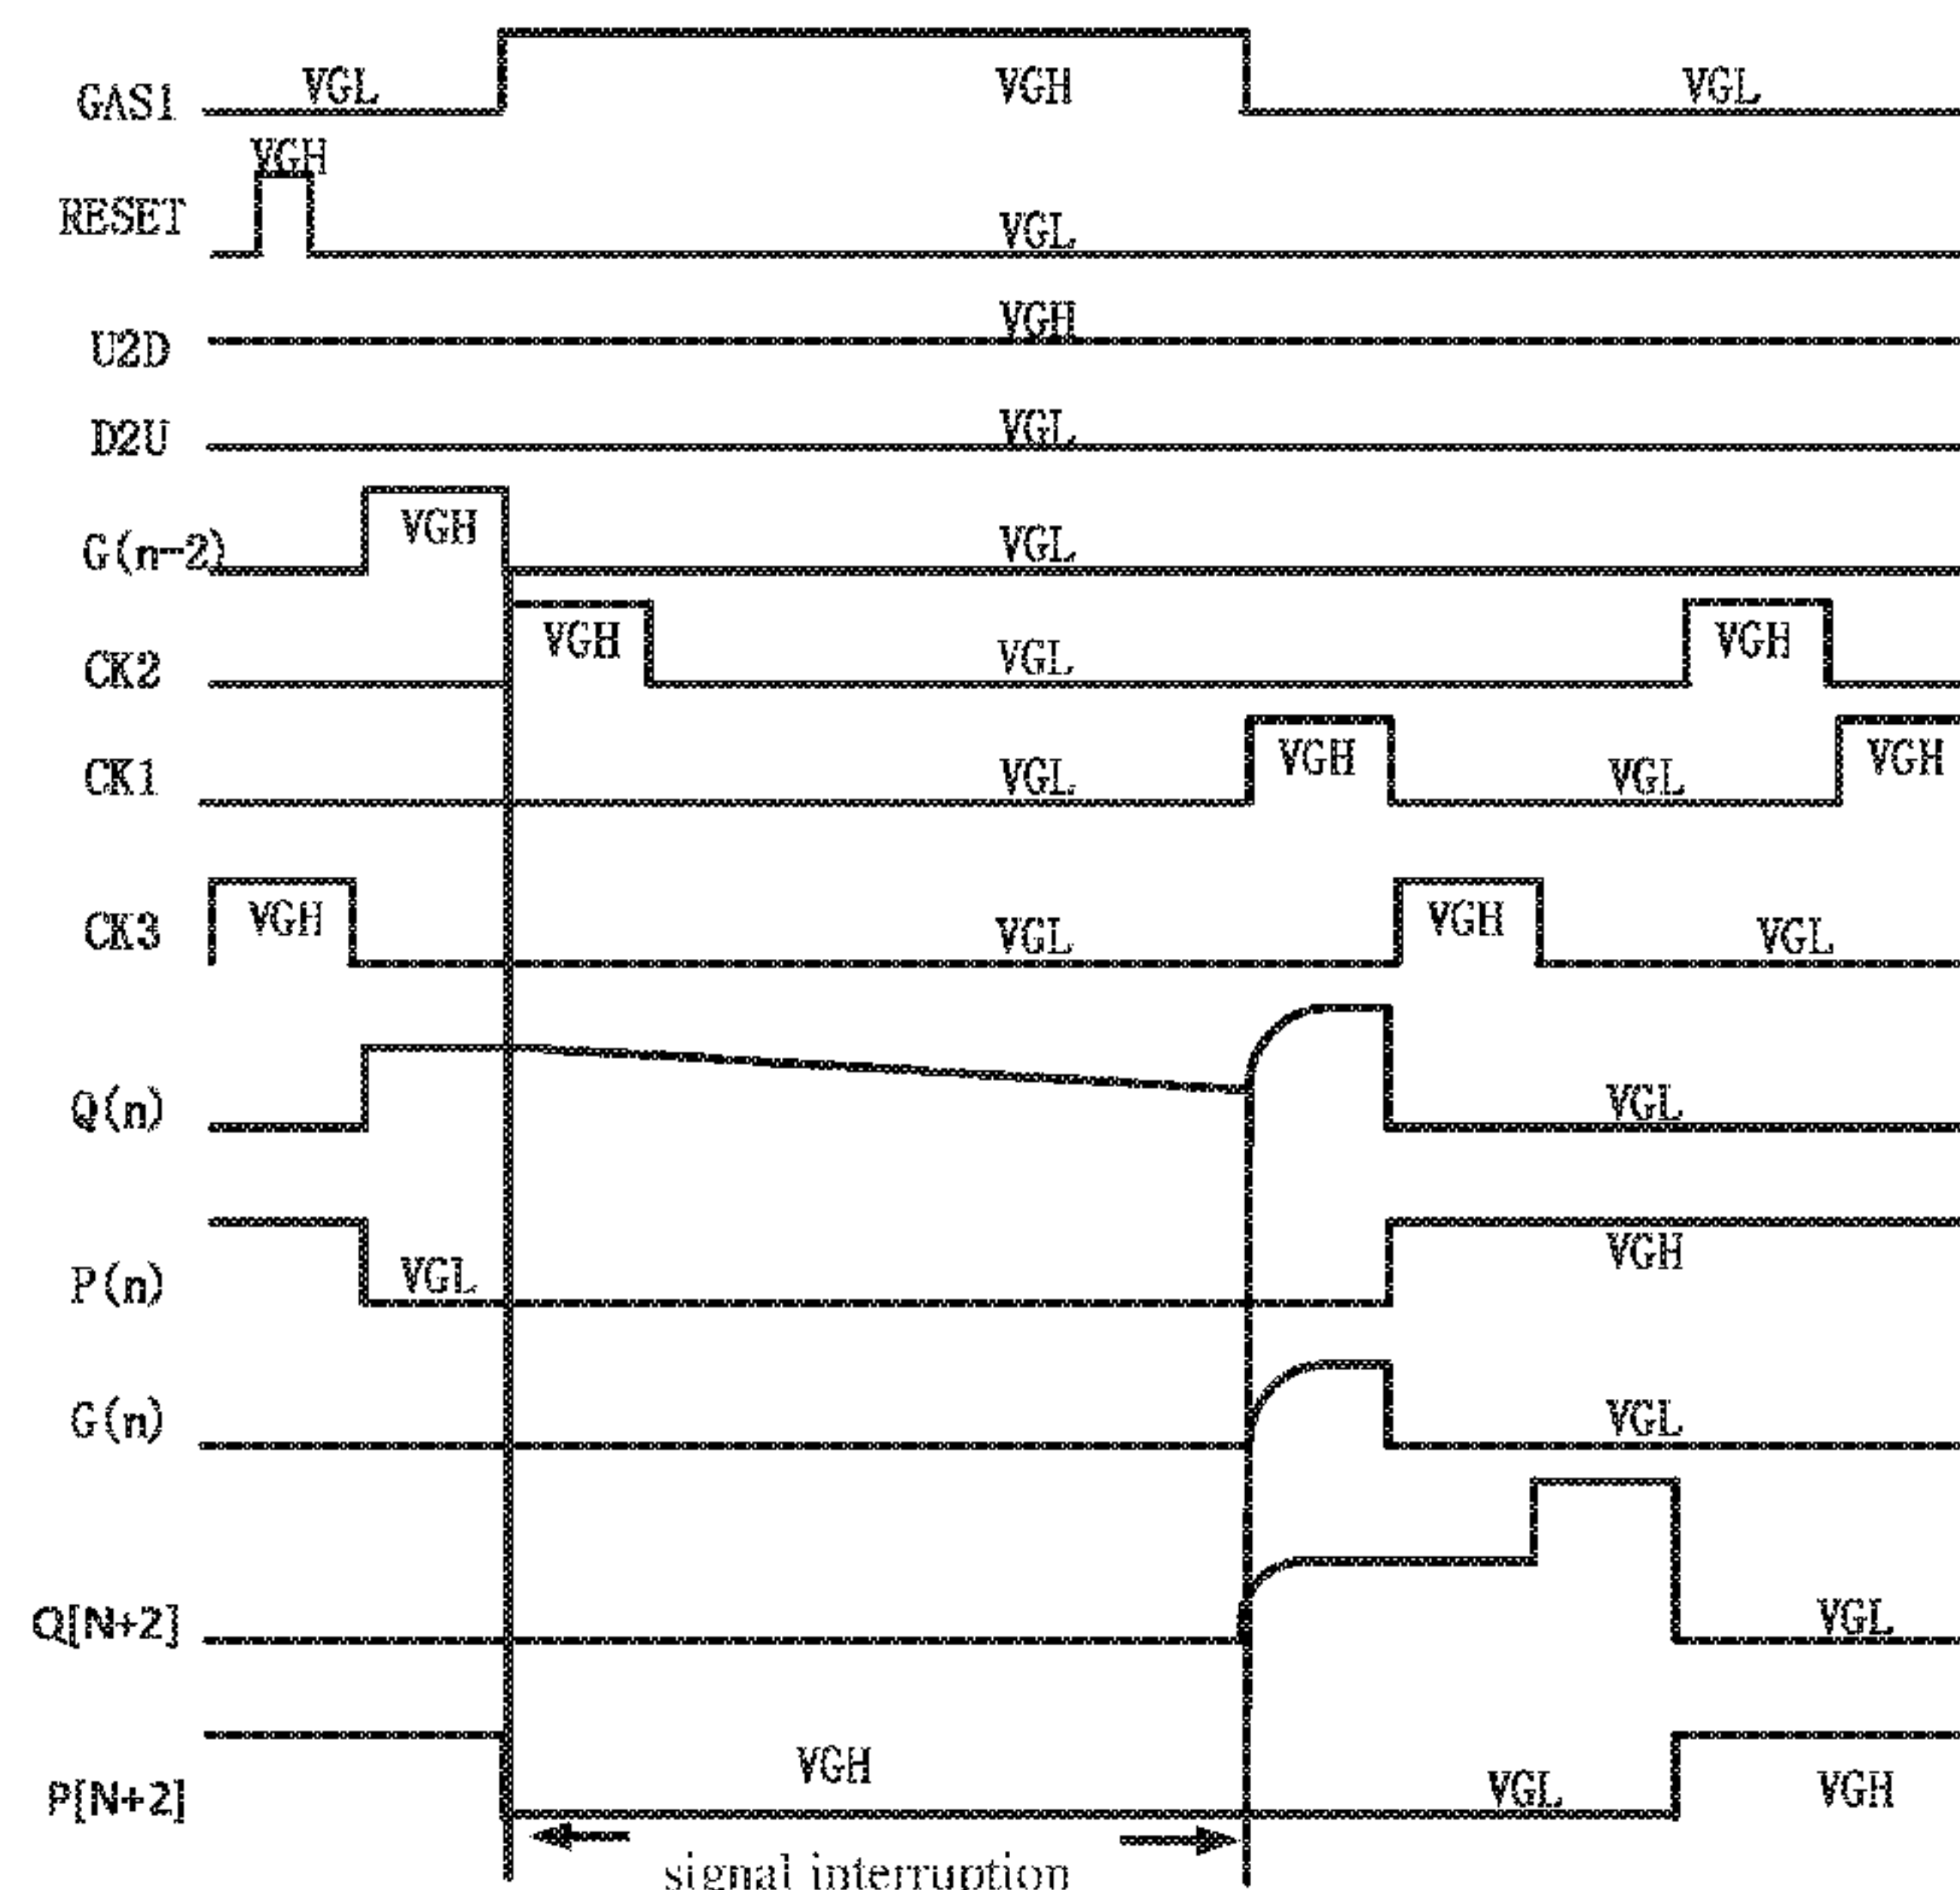 GAS1 VGL VGH VGL
RESET VGH VGL
U2D VGH
D2U VGL
G(n-2) VGH VGL
CK2 VGH VGL VGH
CK1 VGL VGH VGL VGH
CK3 VGH VGL VGH VGL
Q(n) VGL
P(n) VGL VGH
G(n) VGL
Q[N+2] VGL
P[N+2] VGH VGL VGH
signal interruption